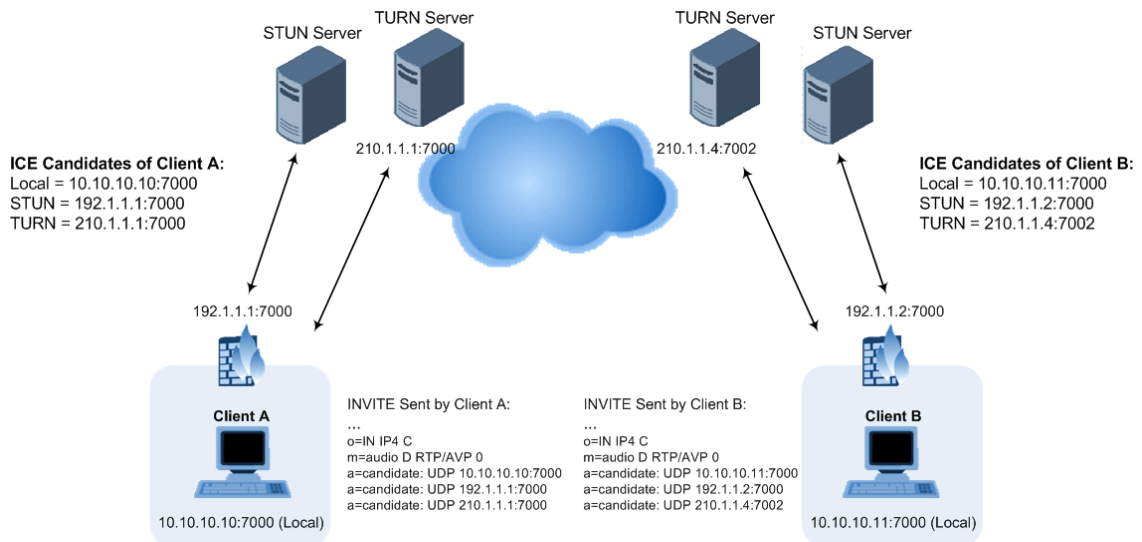 TURN Server
TURN Server
STUN Server
STUN Server
210.1.1.1:7000
210.1.1.4:7002
ICE Candidates of Client A:
Local = 10.10.10.10:7000
STUN = 192.1.1.1:7000
TURN = 210.1.1.1:7000
ICE Candidates of Client B:
Local = 10.10.10.11:7000
STUN = 192.1.1.2:7000
TURN = 210.1.1.4:7002
192.1.1.1:7000
192.1.1.2:7000
Client A
10.10.10.10:7000 (Local)
INVITE Sent by Client A:
...
o=IN IP4 C
m=audio D RTP/AVP 0
a=candidate: UDP 10.10.10.10:7000
a=candidate: UDP 192.1.1.1:7000
a=candidate: UDP 210.1.1.1:7000
INVITE Sent by Client B:
...
o=IN IP4 C
m=audio D RTP/AVP 0
a=candidate: UDP 10.10.10.11:7000
a=candidate: UDP 192.1.1.2:7000
a=candidate: UDP 210.1.1.4:7002
Client B
10.10.10.11:7000 (Local)